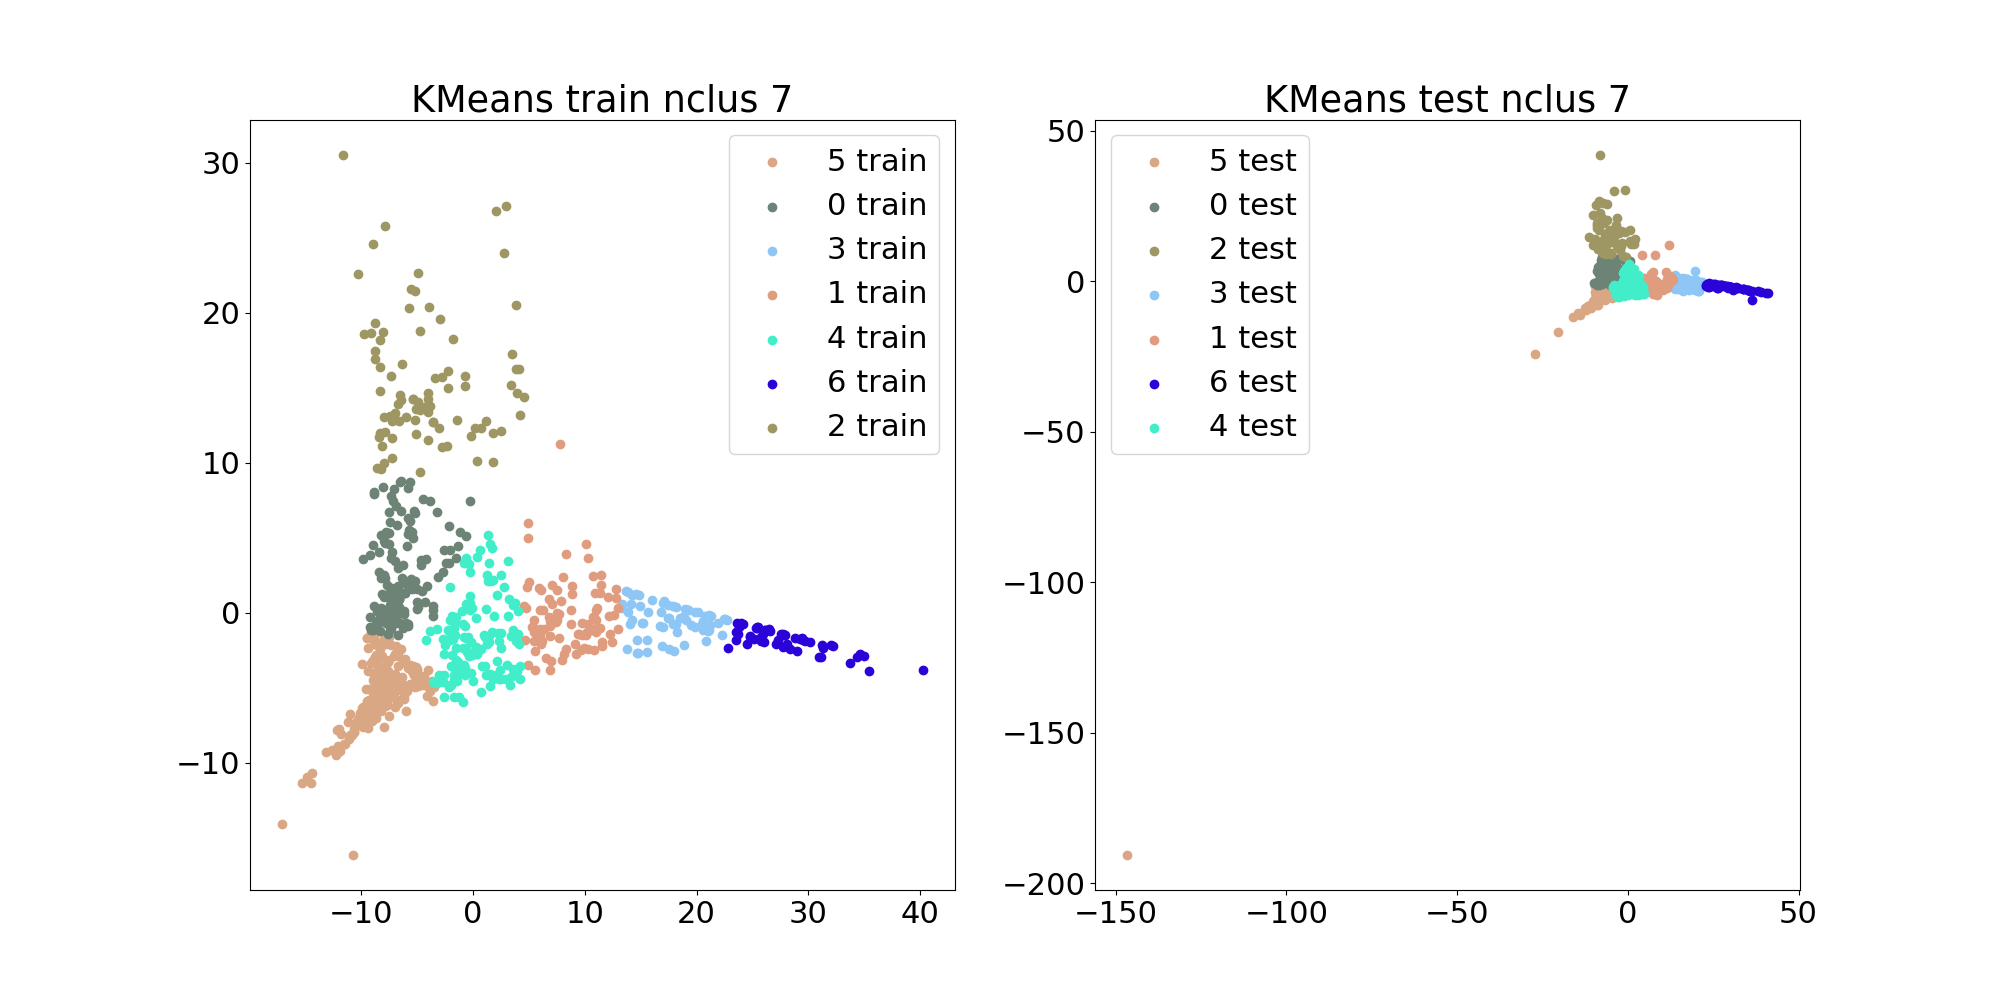 KMeans train nclus 7
30
20
10
0
−10
−10
0
10
20
30
40
5 train
0 train
3 train
1 train
4 train
6 train
2 train
KMeans test nclus 7
50
0
−50
−100
−150
−200
−150
−100
−50
0
50
5 test
0 test
2 test
3 test
1 test
6 test
4 test